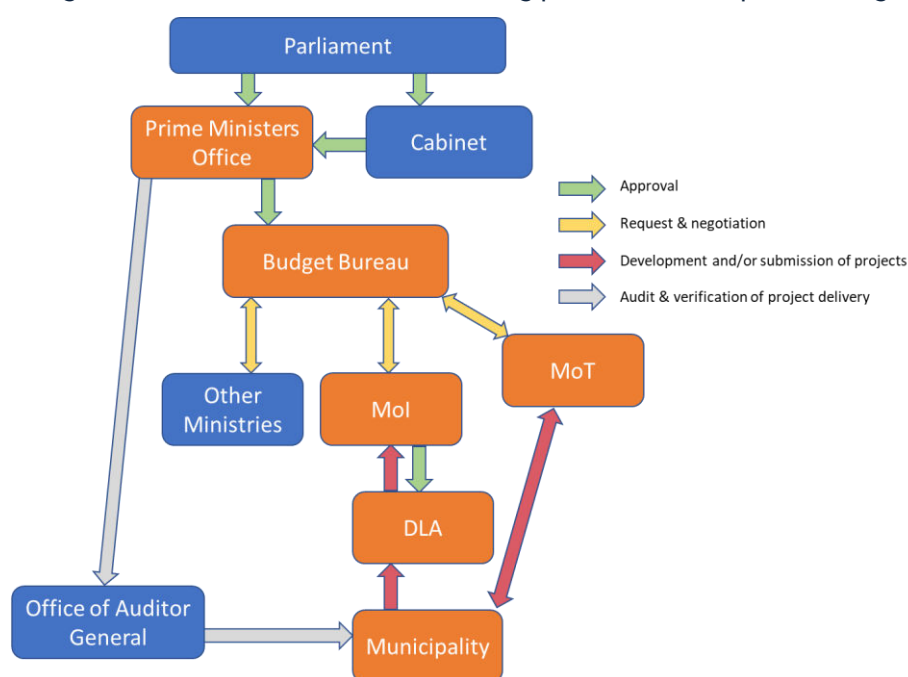 Parliament
Prime Ministers
Office
Cabinet
Approval
Request & negotiation
Budget Bureau
Development and/or submission of projects
Audit & verification of project delivery
MoT
Other
Ministries
MoI
DLA
Office of Auditor
General
Municipality